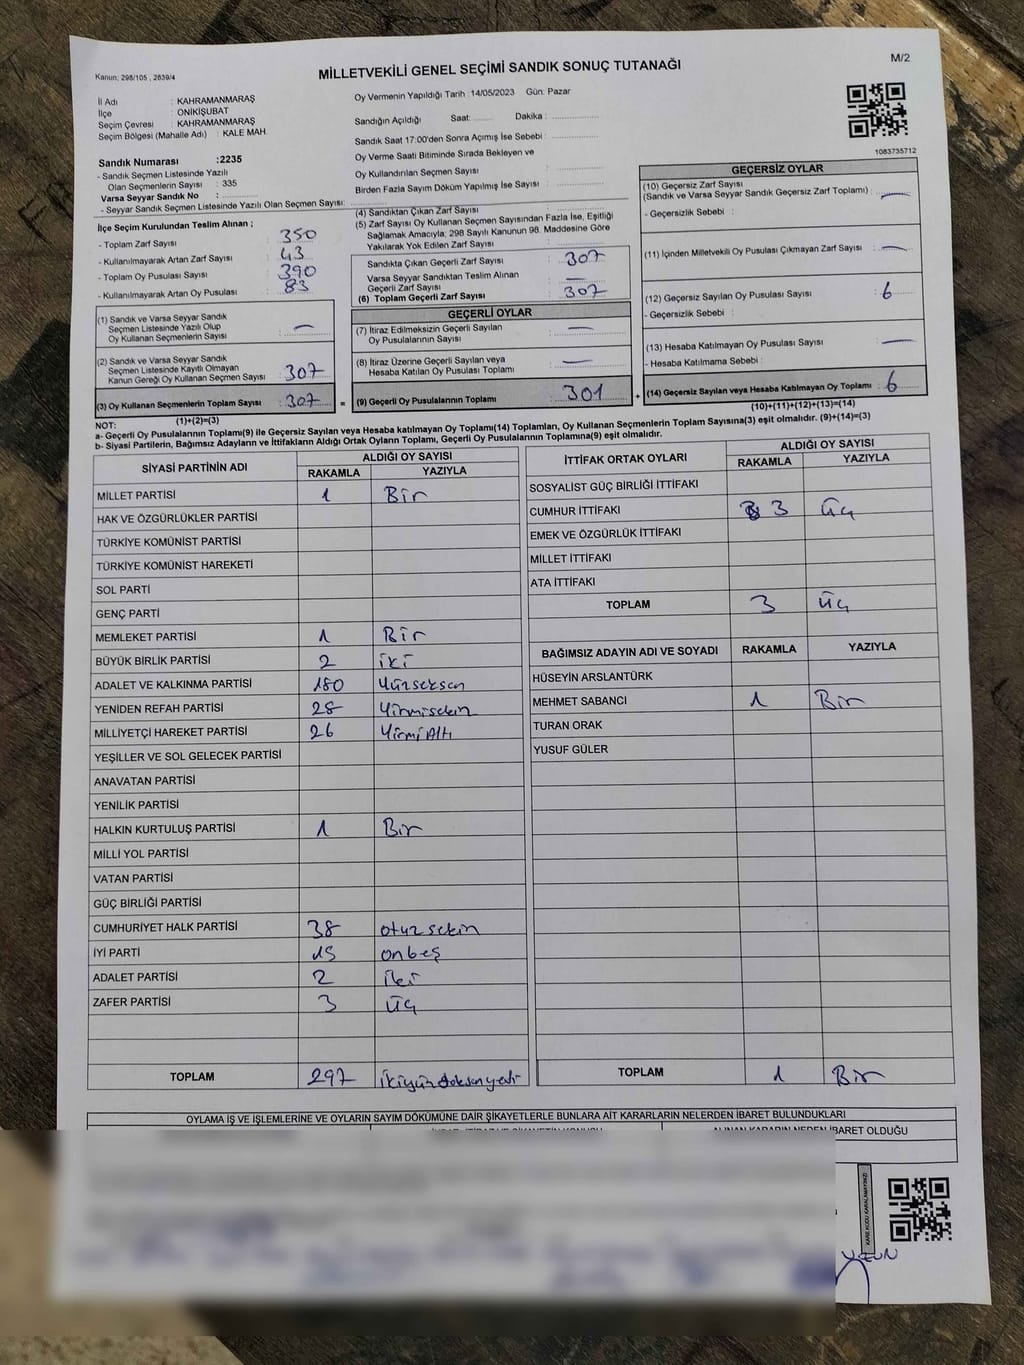 M/2
Kanun: 298/105 , 2839/4
MİLLETVEKİLİ GENEL SEÇİMİ SANDIK SONUÇ TUTANAĞI
İl Adı : KAHRAMANMARAŞ
İlçe : ONİKİŞUBAT
Seçim Çevresi : KAHRAMANMARAŞ
Seçim Bölgesi (Mahalle Adı) : KALE MAH.
Sandık Numarası :2235
- Sandık Seçmen Listesinde Yazılı
Olan Seçmenlerin Sayısı : 335
Varsa Seyyar Sandık No :
- Seyyar Sandık Seçmen Listesinde Yazılı Olan Seçmen Sayısı:
Oy Vermenin Yapıldığı Tarih :14/05/2023 Gün: Pazar
Sandığın Açıldığı Saat: Dakika :
Sandık Saat 17:00'den Sonra Açımış İse Sebebi :
Oy Verme Saati Bitiminde Sırada Bekleyen ve
Oy Kullandırılan Seçmen Sayısı :
Birden Fazla Sayım Döküm Yapılmış İse Sayısı :
1083735712
İlçe Seçim Kurulundan Teslim Alınan ;
- Toplam Zarf Sayısı : 350
- Kullanılmayarak Artan Zarf Sayısı : 43
- Toplam Oy Pusulası Sayısı : 390
- Kullanılmayarak Artan Oy Pusulası : 83
(1) Sandık ve Varsa Seyyar Sandık
Seçmen Listesinde Yazılı Olup
Oy Kullanan Seçmenlerin Sayısı : —
(2) Sandık ve Varsa Seyyar Sandık
Seçmen Listesinde Kayıtlı Olmayan
Kanun Gereği Oy Kullanan Seçmen Sayısı : 307
(3) Oy Kullanan Seçmenlerin Toplam Sayısı : 307
(1)+(2)=(3)
(4) Sandıktan Çıkan Zarf Sayısı :
(5) Zarf Sayısı Oy Kullanan Seçmen Sayısından Fazla İse, Eşitliği
Sağlamak Amacıyla; 298 Sayılı Kanunun 98. Maddesine Göre
Yakılarak Yok Edilen Zarf Sayısı :
Sandıkta Çıkan Geçerli Zarf Sayısı : 307
Varsa Seyyar Sandıktan Teslim Alınan
Geçerli Zarf Sayısı : —
(6) Toplam Geçerli Zarf Sayısı : 307
GEÇERLİ OYLAR
(7) İtiraz Edilmeksizin Geçerli Sayılan
Oy Pusulalarının Sayısı : —
(8) İtiraz Üzerine Geçerli Sayılan veya
Hesaba Katılan Oy Pusulası Toplamı : —
= (9) Geçerli Oy Pusulalarının Toplamı : 301
GEÇERSİZ OYLAR
(10) Geçersiz Zarf Sayısı
(Sandık ve Varsa Seyyar Sandık Geçersiz Zarf Toplamı) : —
- Geçersizlik Sebebi :
(11) İçinden Milletvekili Oy Pusulası Çıkmayan Zarf Sayısı : —
(12) Geçersiz Sayılan Oy Pusulası Sayısı : 6
- Geçersizlik Sebebi :
(13) Hesaba Katılmayan Oy Pusulası Sayısı : —
- Hesaba Katılmama Sebebi :
+ (14) Geçersiz Sayılan veya Hesaba Katılmayan Oy Toplamı : 6
(10)+(11)+(12)+(13)=(14)
NOT:
a- Geçerli Oy Pusulalarının Toplamı(9) ile Geçersiz Sayılan veya Hesaba Katılmayan oy Toplamı(14) Toplamları, Oy Kullanan Seçmenlerin Toplam Sayısına(3) eşit olmalıdır. (9)+(14)=(3)
b- Siyasi Partilerin, Bağımsız Adayların ve İttifakların Aldığı Ortak Oyların Toplamı, Geçerli Oy Pusulalarının Toplamına(9) eşit olmalıdır.
SİYASİ PARTİNİN ADI ALDIĞI OY SAYISI
RAKAMLA YAZIYLA
MİLLET PARTİSİ 1 Bir
HAK VE ÖZGÜRLÜKLER PARTİSİ
TÜRKİYE KOMÜNİST PARTİSİ
TÜRKİYE KOMÜNİST HAREKETİ
SOL PARTİ
GENÇ PARTİ
MEMLEKET PARTİSİ 1 Bir
BÜYÜK BİRLİK PARTİSİ 2 iki
ADALET VE KALKINMA PARTİSİ 180 Yüzseksen
YENİDEN REFAH PARTİSİ 28 Yirmisekin
MİLLİYETÇİ HAREKET PARTİSİ 26 Yirmi Altı
YEŞİLLER VE SOL GELECEK PARTİSİ
ANAVATAN PARTİSİ
YENİLİK PARTİSİ
HALKIN KURTULUŞ PARTİSİ 1 Bir
MİLLİ YOL PARTİSİ
VATAN PARTİSİ
GÜÇ BİRLİĞİ PARTİSİ
CUMHURİYET HALK PARTİSİ 38 otuzsekin
İYİ PARTİ 15 onbeş
ADALET PARTİSİ 2 iki
ZAFER PARTİSİ 3 üç
TOPLAM 297 ikiyüzdoksanyedi
İTTİFAK ORTAK OYLARI ALDIĞI OY SAYISI
RAKAMLA YAZIYLA
SOSYALİST GÜÇ BİRLİĞİ İTTİFAKI
CUMHUR İTTİFAKI 3 üç
EMEK VE ÖZGÜRLÜK İTTİFAKI
MİLLET İTTİFAKI
ATA İTTİFAKI
TOPLAM 3 üç
BAĞIMSIZ ADAYIN ADI VE SOYADI RAKAMLA YAZIYLA
HÜSEYİN ARSLANTÜRK
MEHMET SABANCI 1 Bir
TURAN ORAK
YUSUF GÜLER
TOPLAM 1 Bir
OYLAMA İŞ VE İŞLEMLERİNE VE OYLARIN SAYIM DÖKÜMÜNE DAİR ŞİKAYETLERLE BUNLARA AİT KARARLARIN NELERDEN İBARET BULUNDUKLARI
ALINAN KARARIN NEDEN İBARET OLDUĞU
KARE KODU KARALAMAYINIZ!